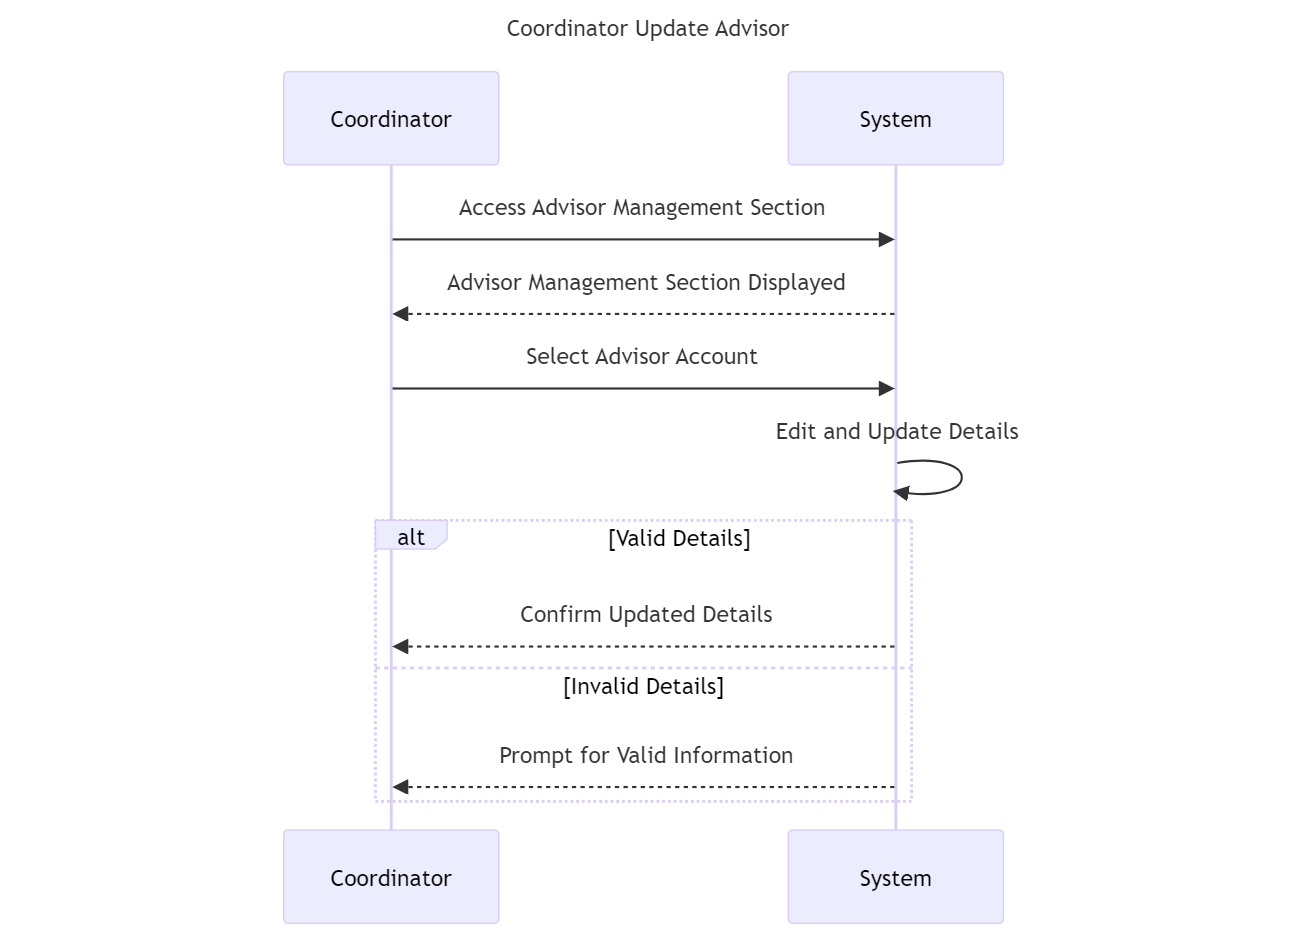 Coordinator Update Advisor
Coordinator
System
Access Advisor Management Section
Advisor Management Section Displayed
Select Advisor Account
Edit and Update Details
alt
[Valid Details]
Confirm Updated Details
[Invalid Details]
Prompt for Valid Information
Coordinator
System